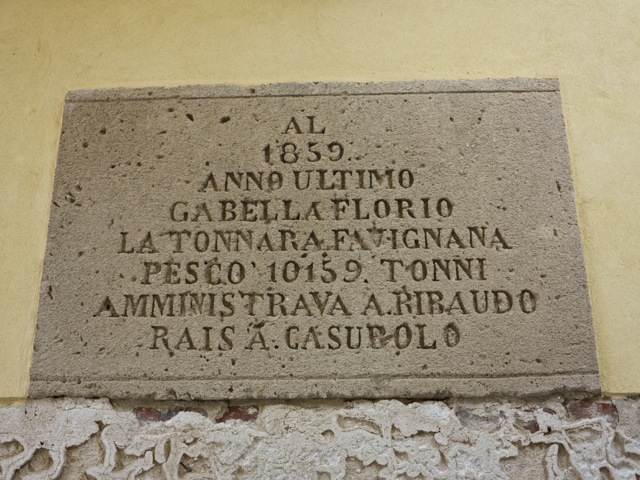 AL
1859.
ANNO ULTIMO
GABELLA FLORIO
LA TONNARA FAVIGNANA
PESCO' 10159. TONNI
AMMINISTRAVA A. RIBAUDO
RAIS A. CASUBOLO